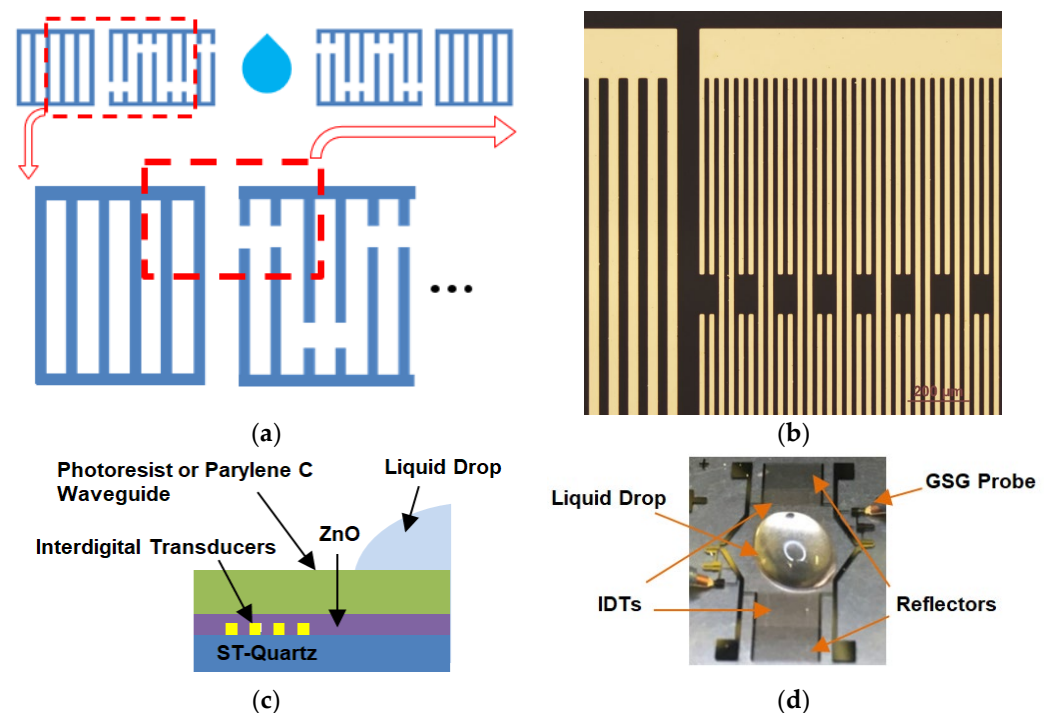 (a)
200 µm
(b)
Photoresist or Parylene C
Waveguide
Liquid Drop
Interdigital Transducers
ZnO
ST-Quartz
(c)
GSG Probe
Liquid Drop
IDTs
Reflectors
(d)